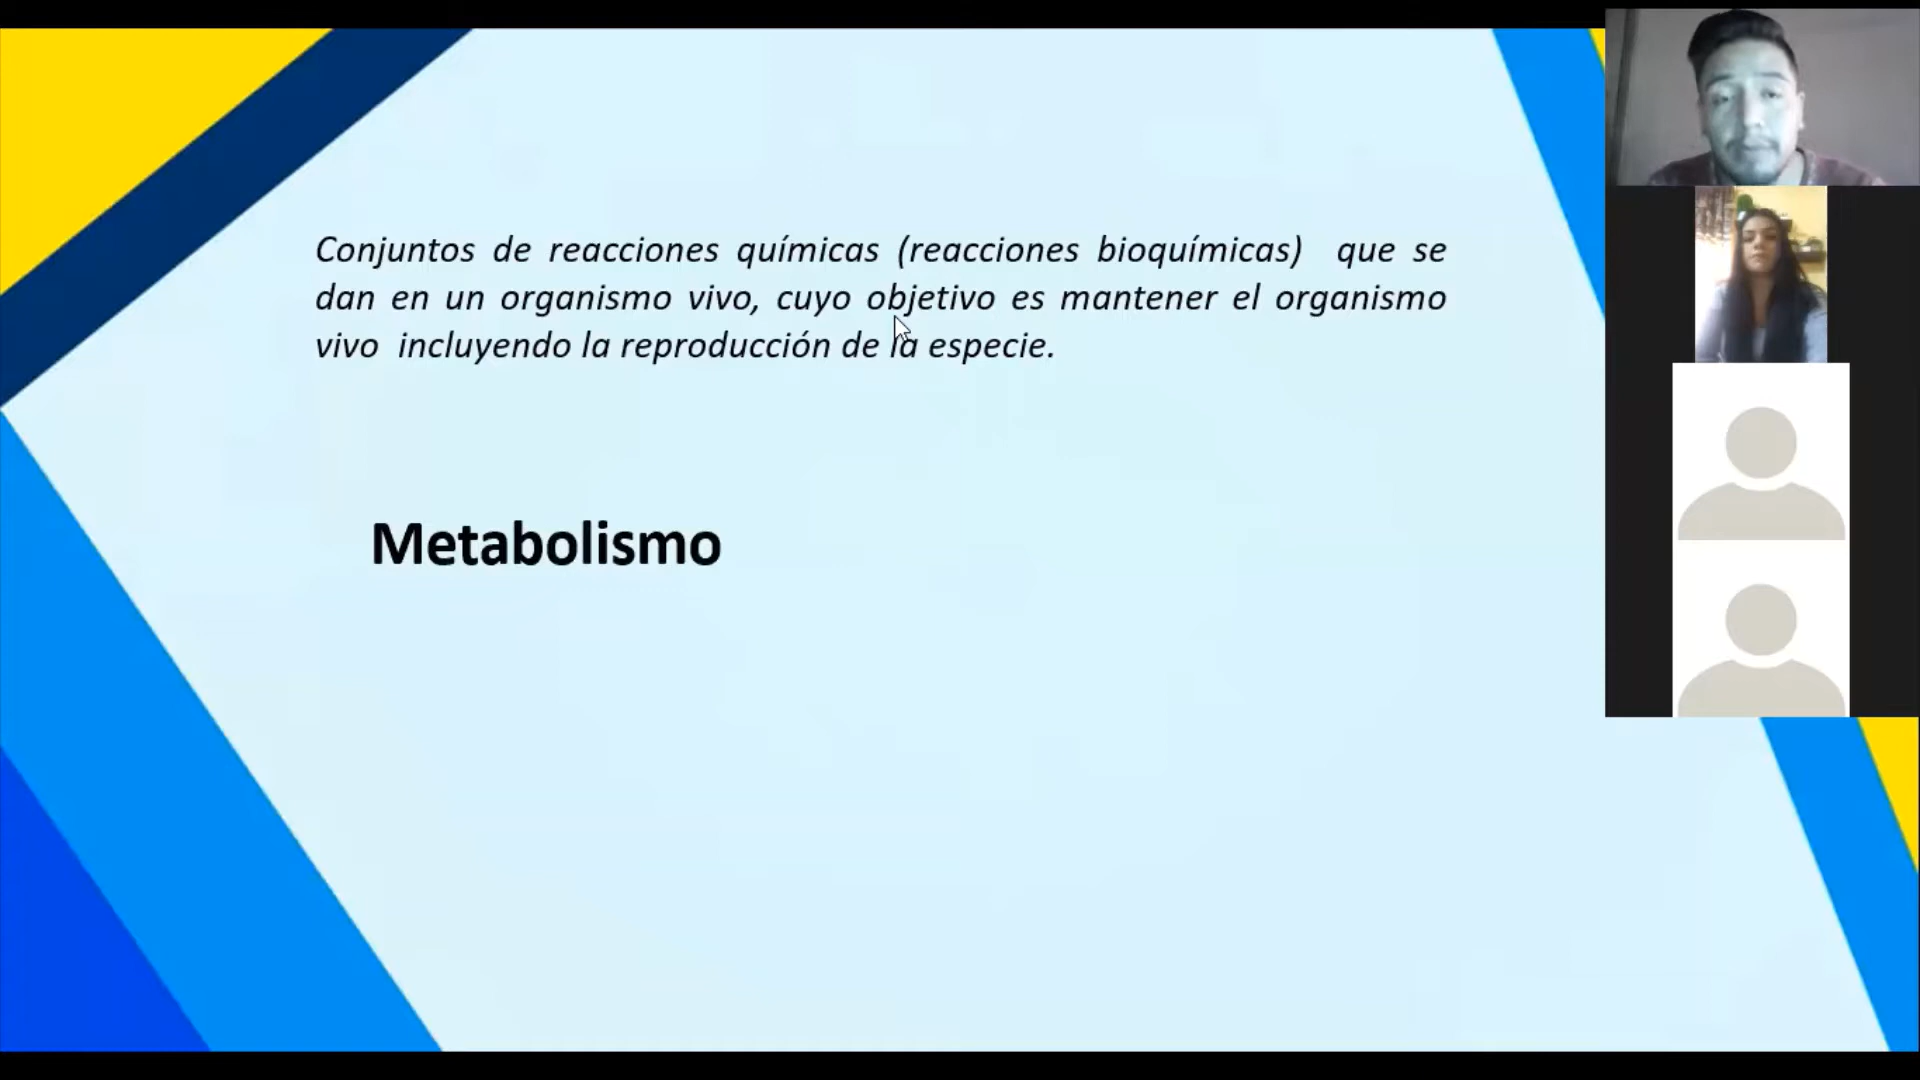 Conjuntos de reacciones químicas (reacciones bioquímicas) que se
dan en un organismo vivo, cuyo objetivo es mantener el organismo
vivo incluyendo la reproducción de la especie.
Metabolismo